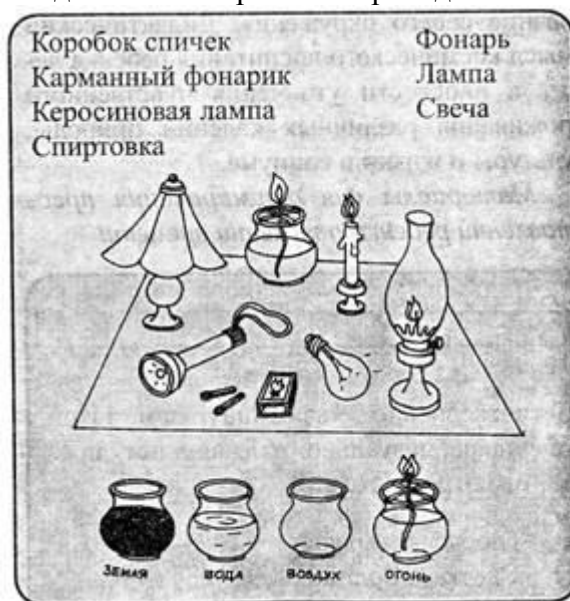 Коробок спичек
Карманный фонарик
Керосиновая лампа
Спиртовка
Фонарь
Лампа
Свеча
ЗЕМЛЯ ВОДА ВОЗДУХ ОГОНЬ